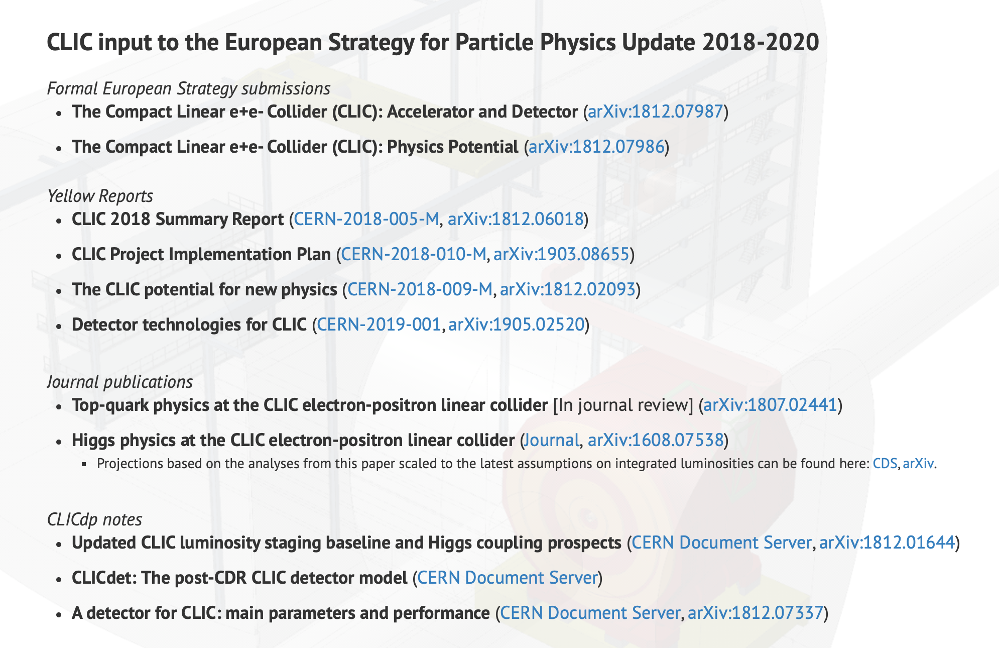 CLIC input to the European Strategy for Particle Physics Update 2018-2020
Formal European Strategy submissions
• The Compact Linear e+e- Collider (CLIC): Accelerator and Detector (arXiv:1812.07987)
• The Compact Linear e+e- Collider (CLIC): Physics Potential (arXiv:1812.07986)
Yellow Reports
• CLIC 2018 Summary Report (CERN-2018-005-M, arXiv:1812.06018)
• CLIC Project Implementation Plan (CERN-2018-010-M, arXiv:1903.08655)
• The CLIC potential for new physics (CERN-2018-009-M, arXiv:1812.02093)
• Detector technologies for CLIC (CERN-2019-001, arXiv:1905.02520)
Journal publications
• Top-quark physics at the CLIC electron-positron linear collider [In journal review] (arXiv:1807.02441)
• Higgs physics at the CLIC electron-positron linear collider (Journal, arXiv:1608.07538)
▪ Projections based on the analyses from this paper scaled to the latest assumptions on integrated luminosities can be found here: CDS, arXiv.
CLICdp notes
• Updated CLIC luminosity staging baseline and Higgs coupling prospects (CERN Document Server, arXiv:1812.01644)
• CLICdet: The post-CDR CLIC detector model (CERN Document Server)
• A detector for CLIC: main parameters and performance (CERN Document Server, arXiv:1812.07337)